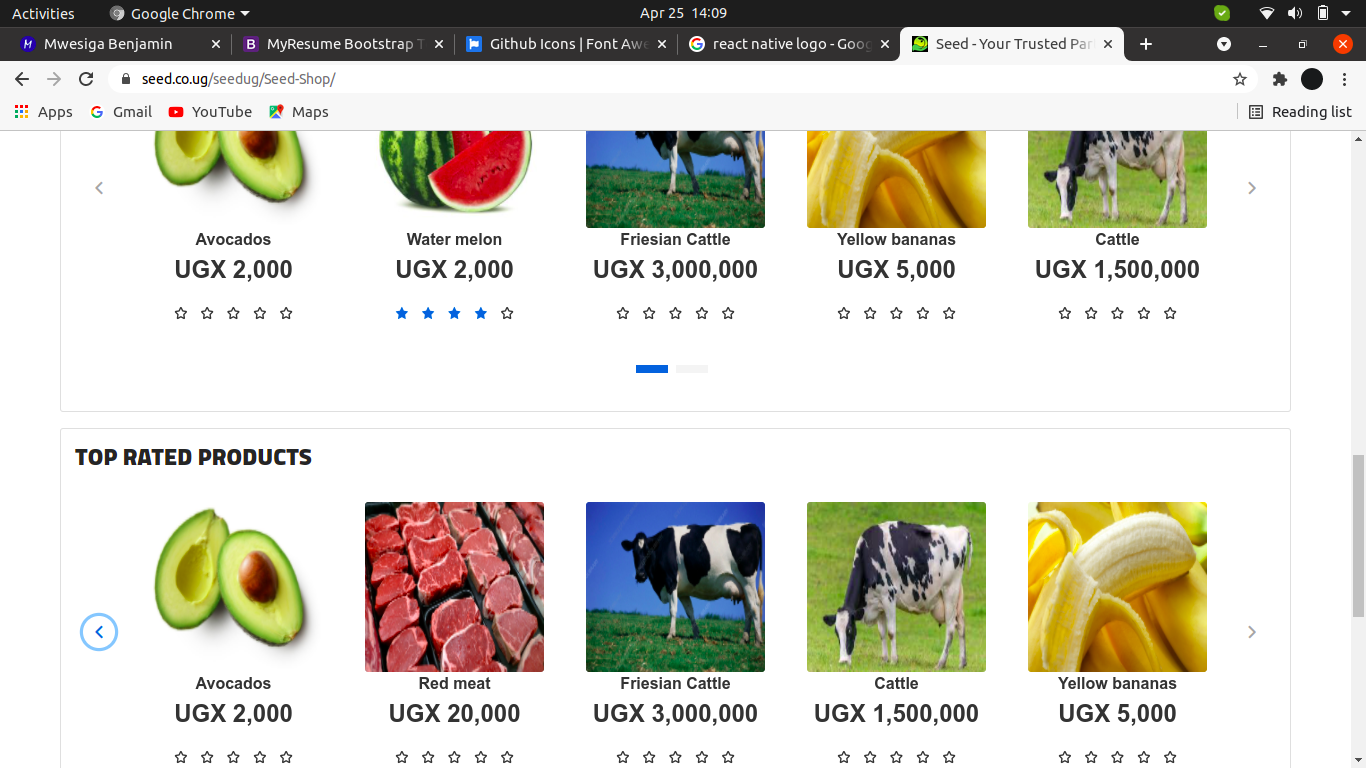 Activities Google Chrome Apr 25 14:09
Mwesiga Benjamin MyResume Bootstrap T Github Icons | Font Awe react native logo - Goog Seed - Your Trusted Par
seed.co.ug/seedug/Seed-Shop/
Apps Gmail YouTube Maps Reading list
Avocados Water melon Friesian Cattle Yellow bananas Cattle
UGX 2,000 UGX 2,000 UGX 3,000,000 UGX 5,000 UGX 1,500,000
TOP RATED PRODUCTS
Avocados Red meat Friesian Cattle Cattle Yellow bananas
UGX 2,000 UGX 20,000 UGX 3,000,000 UGX 1,500,000 UGX 5,000